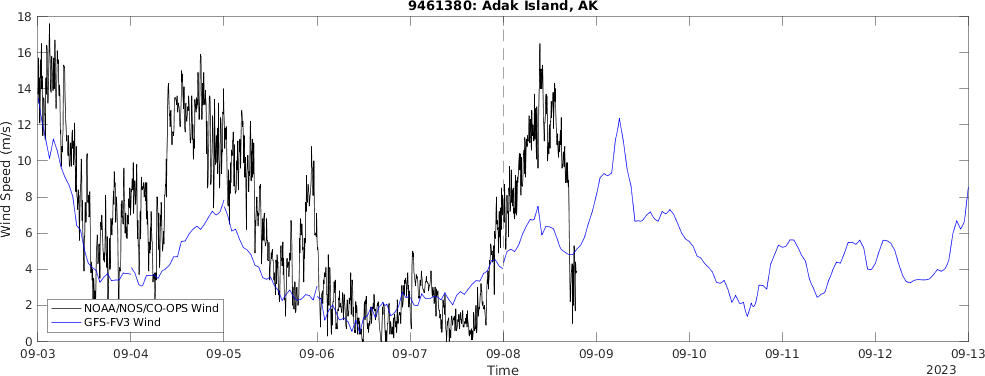 9461380: Adak Island, AK
18
16
14
12
10
8
6
4
2
0
Wind Speed (m/s)
NOAA/NOS/CO-OPS Wind
GFS-FV3 Wind
09-03 09-04 09-05 09-06 09-07 09-08 09-09 09-10 09-11 09-12 09-13
Time
2023